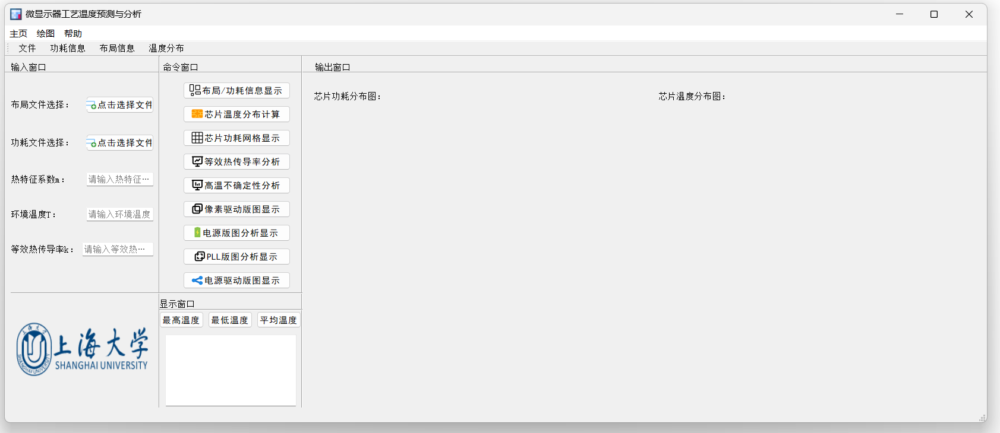 微显示器工艺温度预测与分析
主页 绘图 帮助
文件 功耗信息 布局信息 温度分布
输入窗口
布局文件选择：
点击选择文件
功耗文件选择：
点击选择文件
热特征系数m：
请输入热特征…
环境温度T：
请输入环境温度
等效热传导率k：
请输入等效热…
上海大学
SHANGHAI UNIVERSITY
命令窗口
布局/功耗信息显示
芯片温度分布计算
芯片功耗网格显示
等效热传导率分析
高温不确定性分析
像素驱动版图显示
电源版图分析显示
PLL版图分析显示
电源驱动版图显示
显示窗口
最高温度 最低温度 平均温度
输出窗口
芯片功耗分布图：
芯片温度分布图：